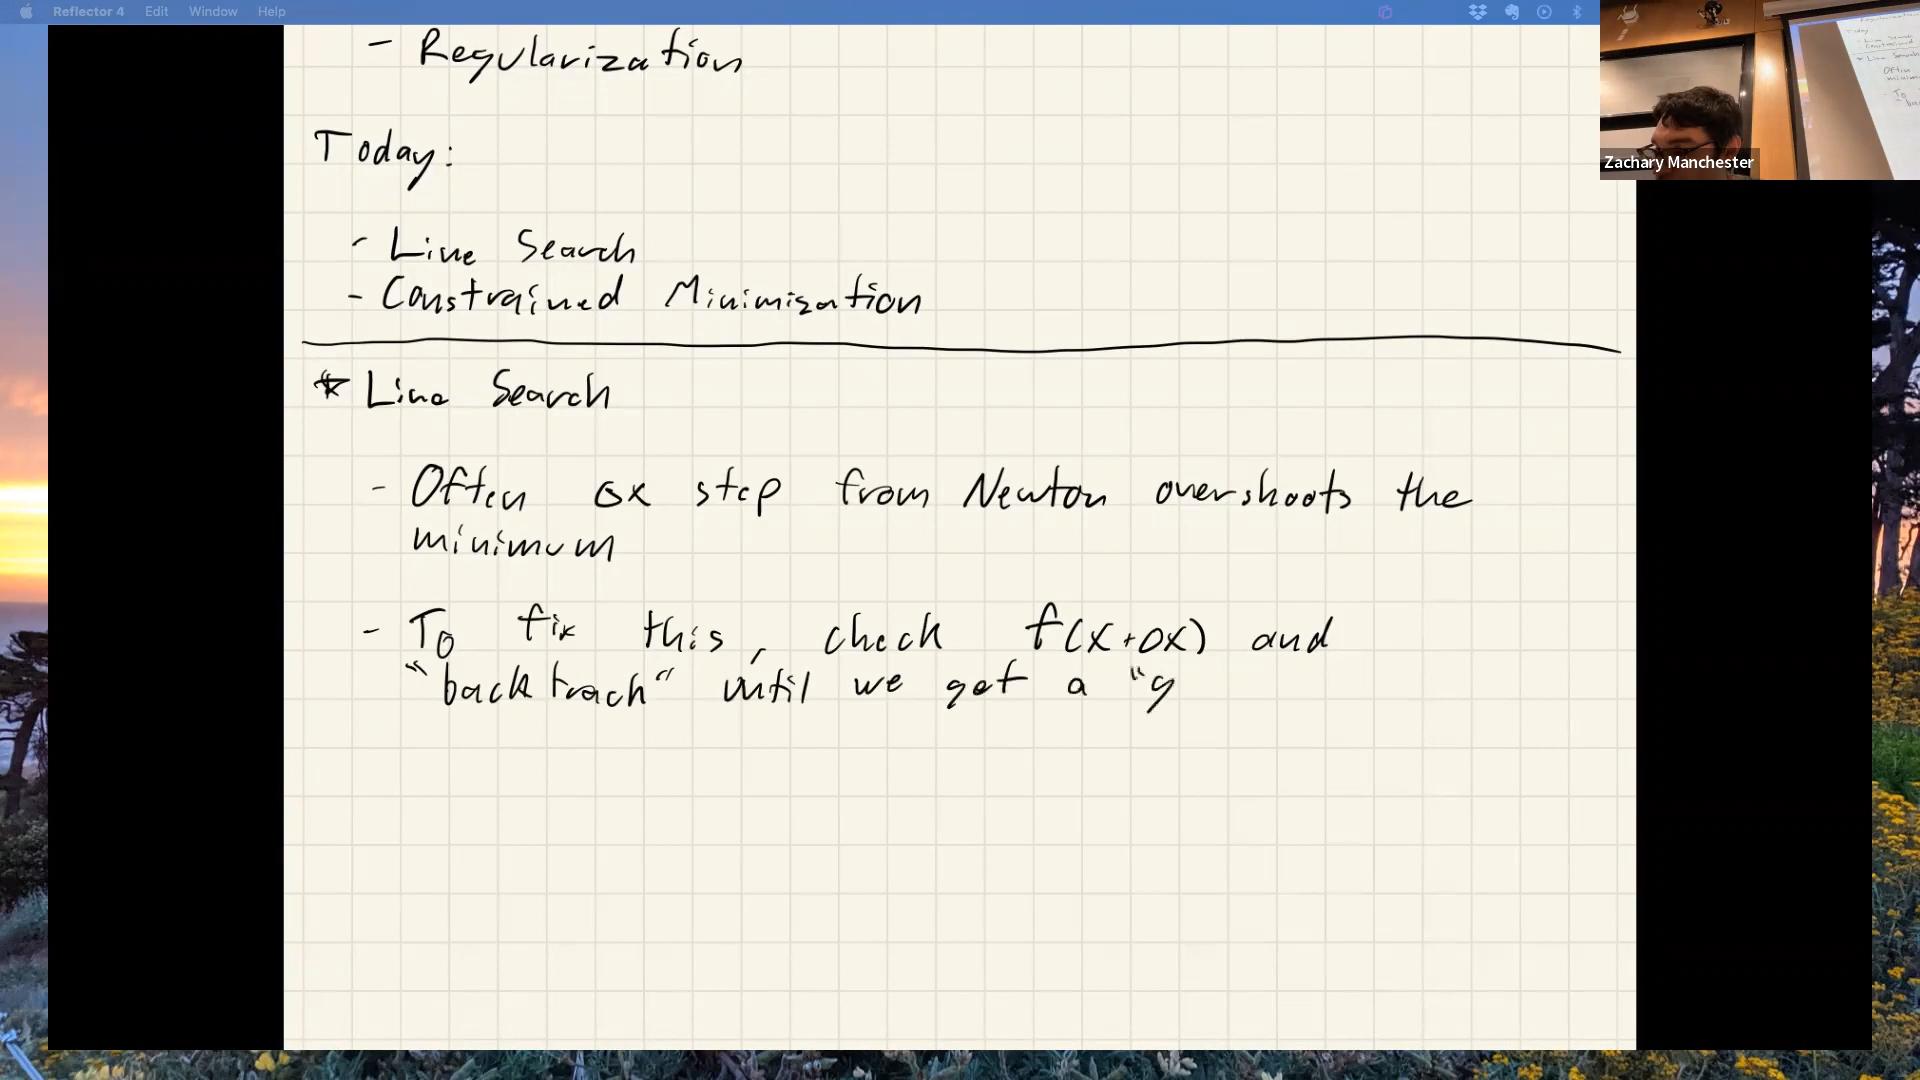 Reflector 4 Edit Window Help
- Regularization
Today:
- Line Search
- Constrained Minimization
* Line Search
- Often Δx step from Newton overshoots the
minimum
- To fix this, check f(x+Δx) and
"backtrack" until we get a "g
Zachary Manchester